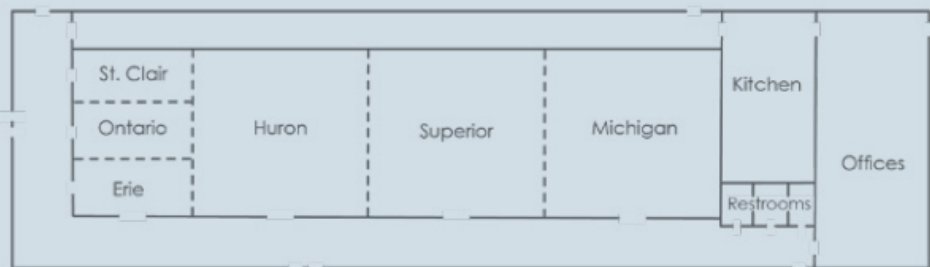 St. Clair
Kitchen
Ontario
Huron
Superior
Michigan
Offices
Erie
Restrooms